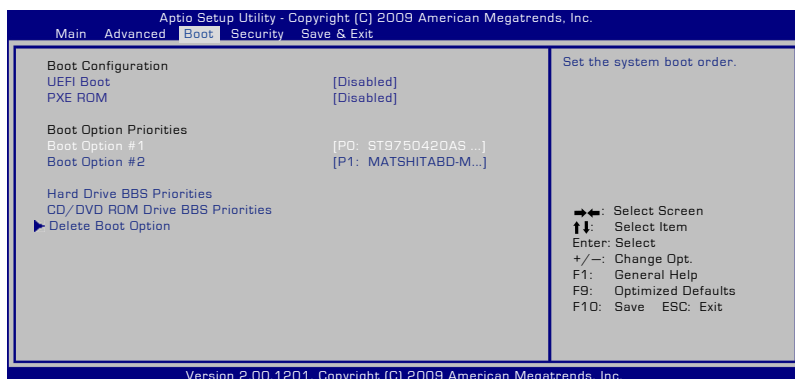 Aptio Setup Utility - Copyright (C) 2009 American Megatrends, Inc.
Main Advanced Boot Security Save & Exit
Boot Configuration
UEFI Boot [Disabled]
PXE ROM [Disabled]
Boot Option Priorities
Boot Option #1 [P0: ST9750420AS ...]
Boot Option #2 [P1: MATSHITABD-M...]
Hard Drive BBS Priorities
CD/DVD ROM Drive BBS Priorities
Delete Boot Option
Set the system boot order.
→←: Select Screen
↑↓: Select Item
Enter: Select
+/—: Change Opt.
F1: General Help
F9: Optimized Defaults
F10: Save ESC: Exit
Version 2.00.1201. Copyright (C) 2009 American Megatrends, Inc.